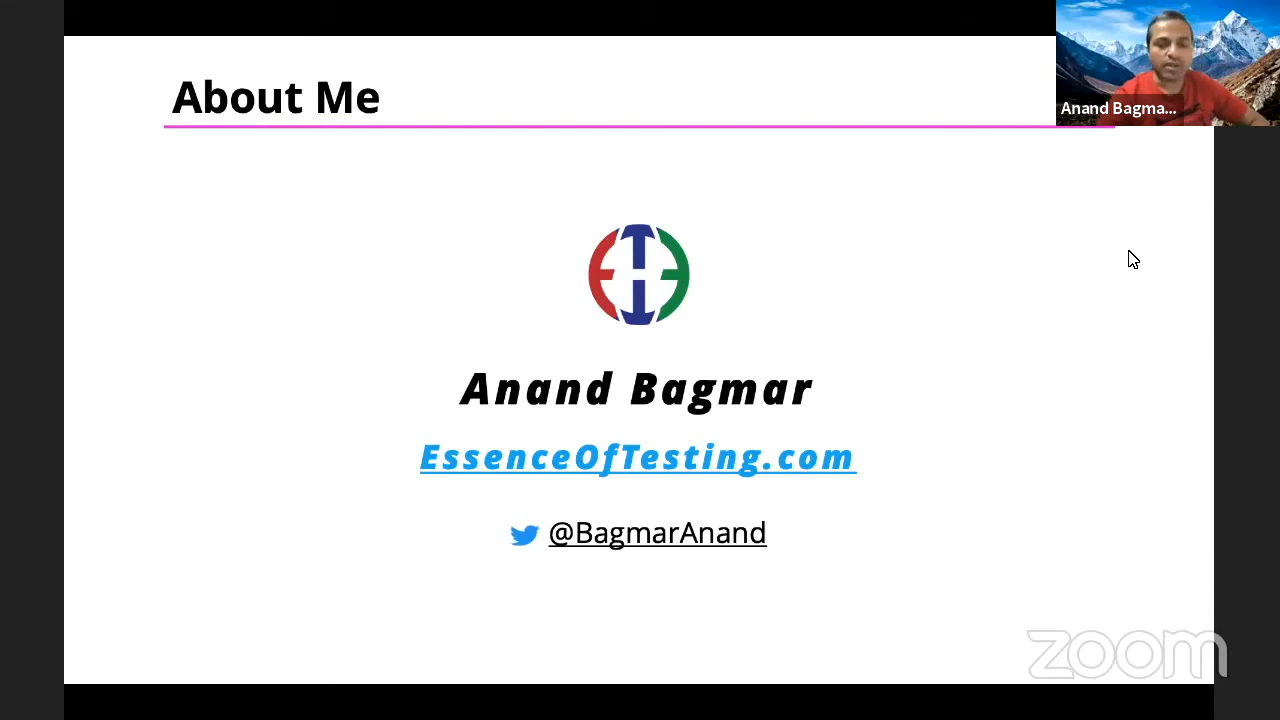 About Me
Anand Bagma...
Anand Bagmar
EssenceOfTesting.com
@BagmarAnand
zoom